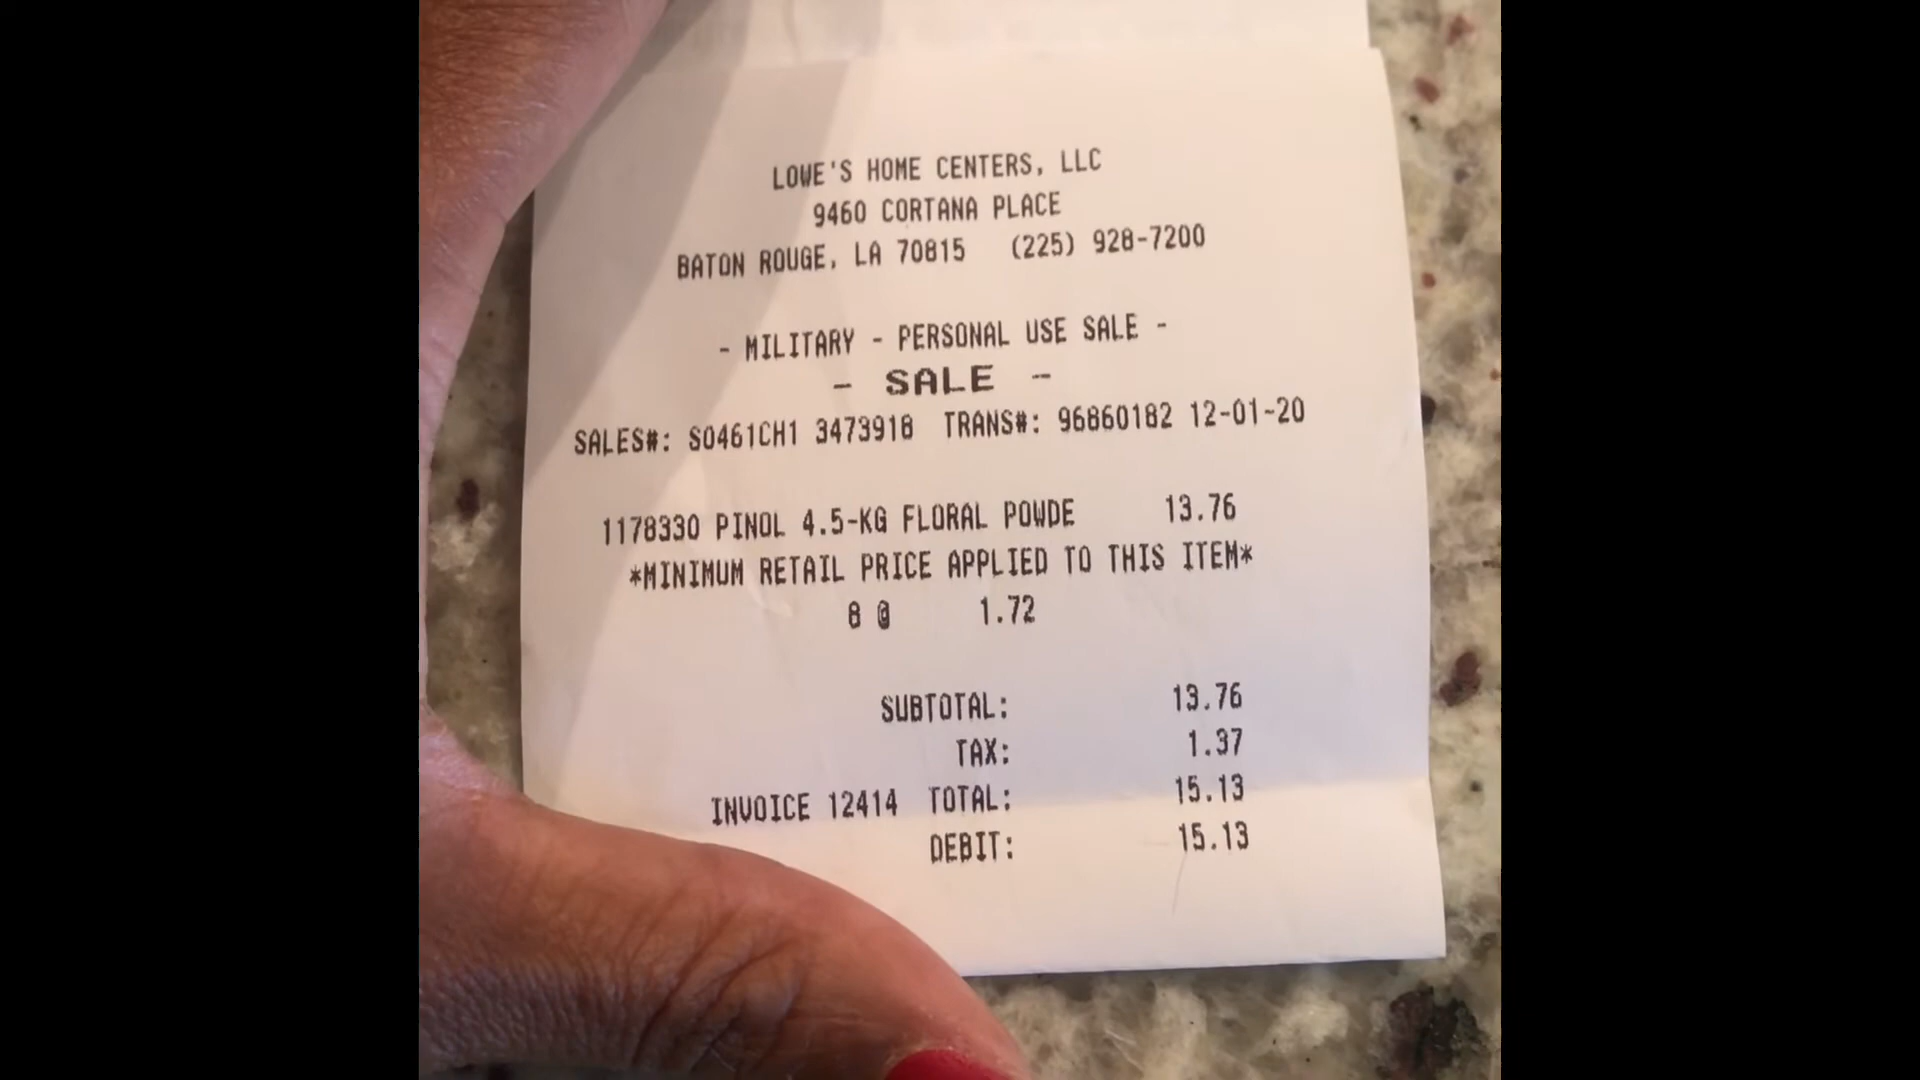 LOWE'S HOME CENTERS, LLC
9460 CORTANA PLACE
BATON ROUGE, LA 70815 (225) 928-7200
- MILITARY - PERSONAL USE SALE -
- SALE -
SALES#: S0461CH1 3473918 TRANS#: 96860182 12-01-20
1178330 PINOL 4.5-KG FLORAL POWDE 13.76
*MINIMUM RETAIL PRICE APPLIED TO THIS ITEM*
8 @ 1.72
SUBTOTAL: 13.76
TAX: 1.37
INVOICE 12414 TOTAL: 15.13
DEBIT: 15.13